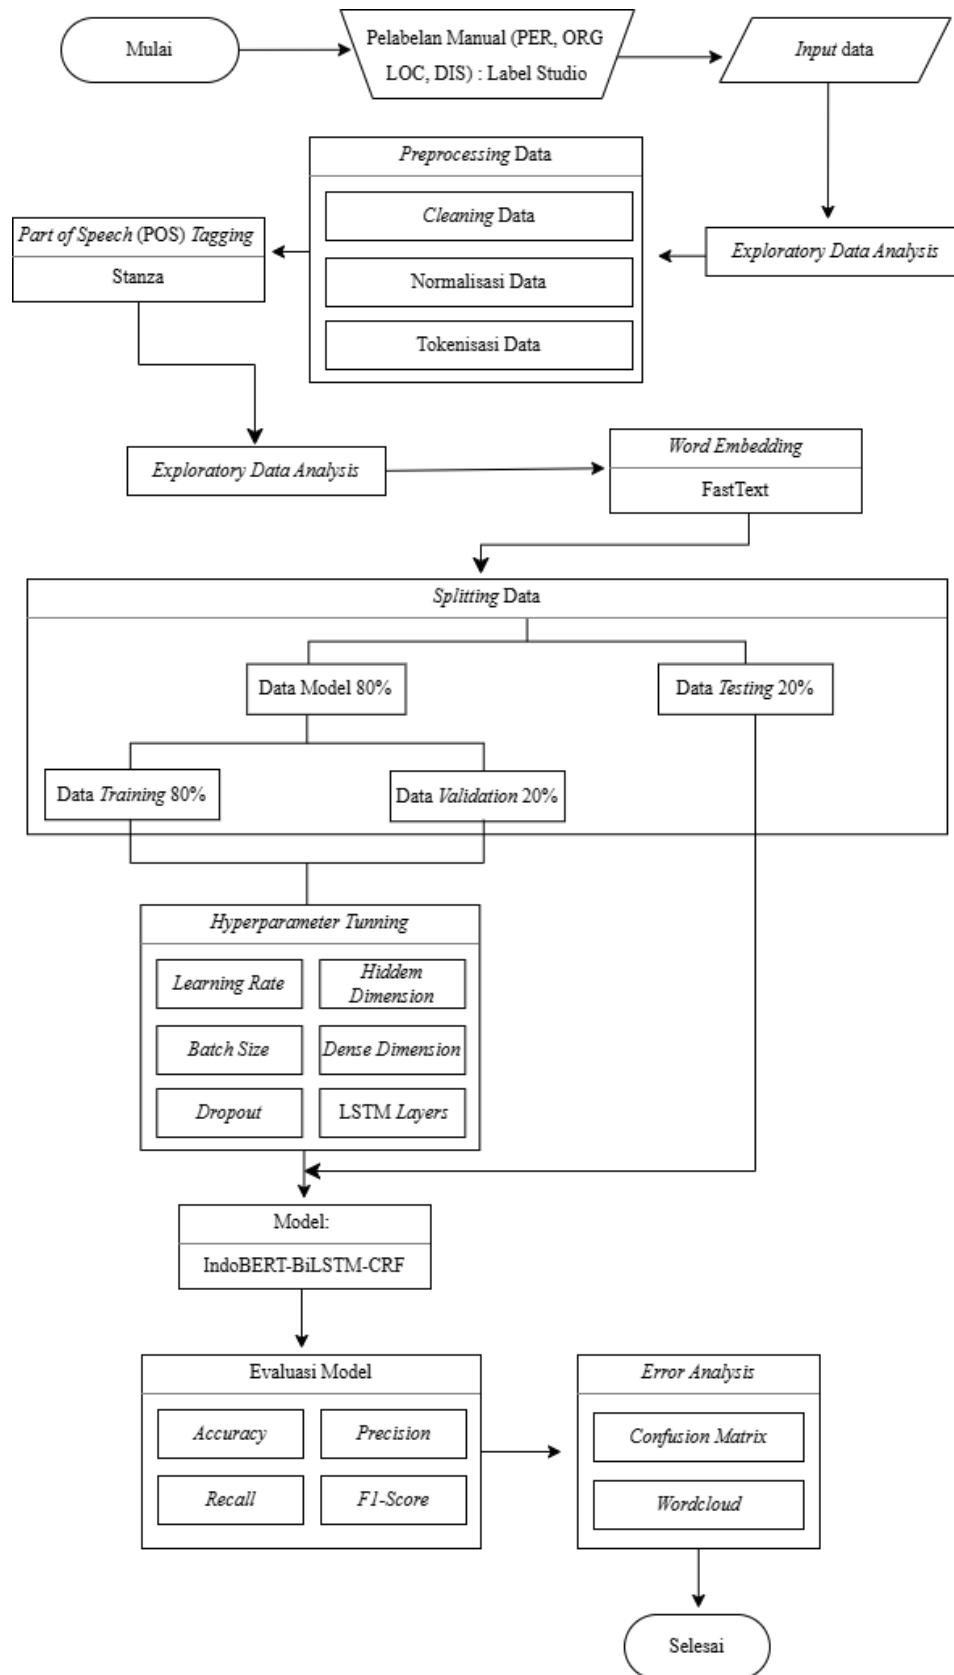 Mulai
Pelabelan Manual (PER, ORG
LOC, DIS) : Label Studio
Input data
Preprocessing Data
Cleaning Data
Normalisasi Data
Tokenisasi Data
Part of Speech (POS) Tagging
Stanza
Exploratory Data Analysis
Exploratory Data Analysis
Word Embedding
FastText
Splitting Data
Data Model 80%
Data Testing 20%
Data Training 80%
Data Validation 20%
Hyperparameter Tunning
Learning Rate
Hiddem
Dimension
Batch Size
Dense Dimension
Dropout
LSTM Layers
Model:
IndoBERT-BiLSTM-CRF
Evaluasi Model
Accuracy
Precision
Recall
F1-Score
Error Analysis
Confusion Matrix
Wordcloud
Selesai